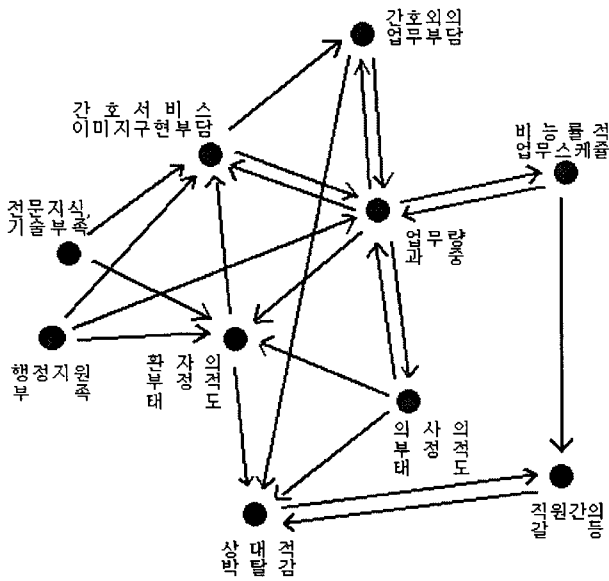 간호외의
업무부담
간 호 서 비 스
이미지구현부담
비 능 률 적
업무스케쥴
전문지식,
기술부족
업 무 량
과 중
행정지원
부 족
환 자 의
부 정 적
태 도
의 사 의
부 정 적
태 도
직원간의
갈 등
상 대 적
박 탈 감